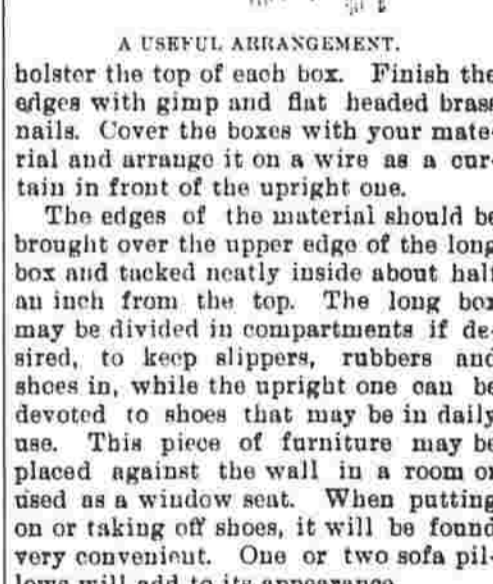 A USEFUL ARRANGEMENT.
holster the top of each box. Finish the
edges with gimp and flat headed brass
nails. Cover the boxes with your mate-
rial and arrange it on a wire as a cur-
tain in front of the upright one.
The edges of the material should be
brought over the upper edge of the long
box and tacked neatly inside about half
an inch from the top. The long box
may be divided in compartments if de-
sired, to keep slippers, rubbers and
shoes in, while the upright one can be
devoted to shoes that may be in daily
use. This piece of furniture may be
placed against the wall in a room or
used as a window seat. When putting
on or taking off shoes, it will be found
very convenient. One or two sofa pil-
lows will add to its appearance.